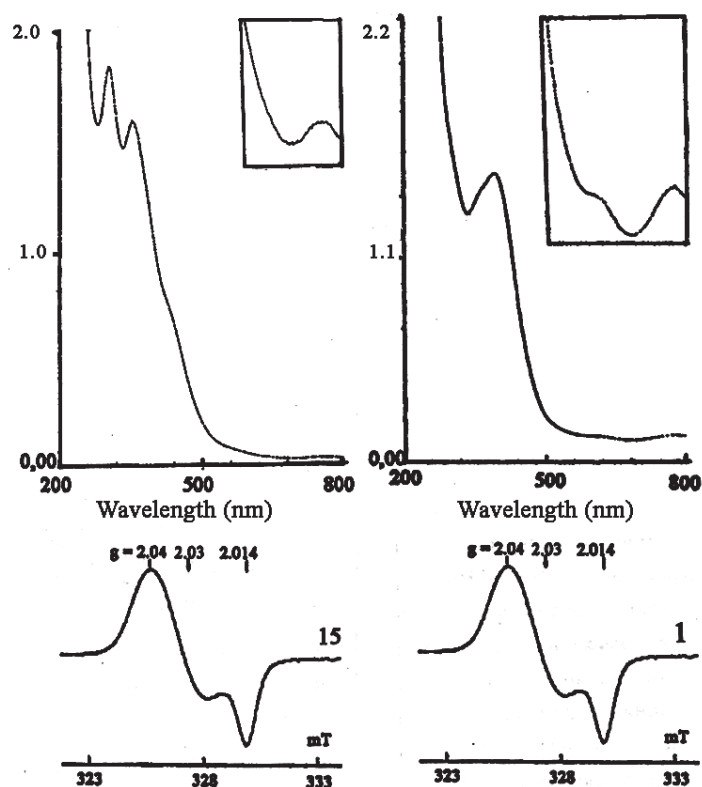 2.0
1.0
0,00
200 500 800
Wavelength (nm)
2.2
1.1
0,00
200 500 800
Wavelength (nm)
g = 2.04 2.03 2.014
15
mT
323 328 333
g = 2.04 2.03 2.014
1
mT
323 328 333